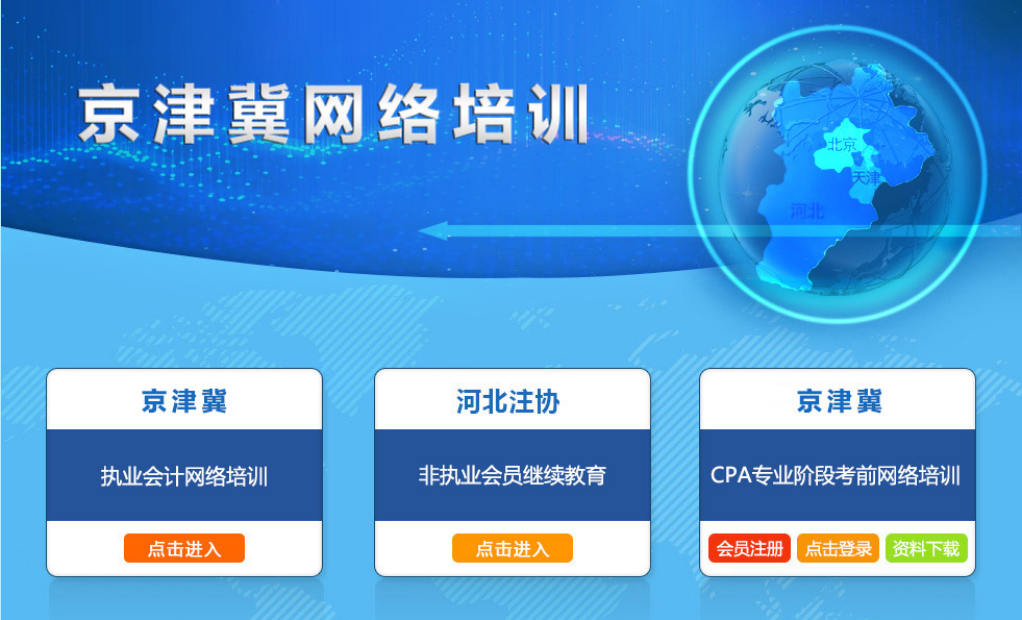 京津冀网络培训
北京
天津
河北
京津冀
执业会计网络培训
点击进入
河北注协
非执业会员继续教育
点击进入
京津冀
CPA专业阶段考前网络培训
会员注册 点击登录 资料下载